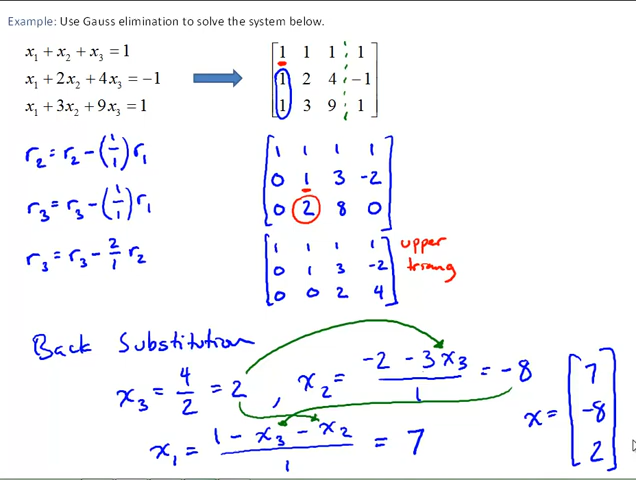 Example: Use Gauss elimination to solve the system below.
x₁ + x₂ + x₃ = 1
x₁ + 2x₂ + 4x₃ = −1
x₁ + 3x₂ + 9x₃ = 1
1 1 1 1
1 2 4 −1
1 3 9 1
r₂ = r₂ − (1/1) r₁
r₃ = r₃ − (1/1) r₁
r₃ = r₃ − 2/1 r₂
1 1 1 1
0 1 3 -2
0 2 8 0
1 1 1 1
0 1 3 -2
0 0 2 4
upper
triang
Back Substitution
x₃ = 4/2 = 2 , x₂ = (-2 - 3x₃)/1 = -8
x₁ = (1 - x₃ - x₂)/1 = 7
x = [7
-8
2]